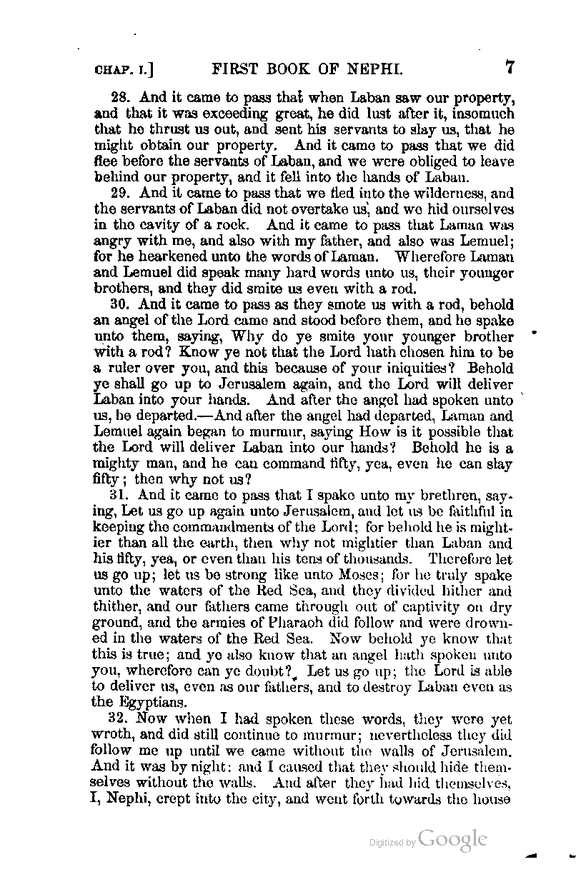 CHAP. I.] FIRST BOOK OF NEPHI. 7
28. And it came to pass that when Laban saw our property,
and that it was exceeding great, he did lust after it, insomuch
that he thrust us out, and sent his servants to slay us, that he
might obtain our property. And it came to pass that we did
flee before the servants of Laban, and we were obliged to leave
behind our property, and it fell into the hands of Laban.
29. And it came to pass that we fled into the wilderness, and
the servants of Laban did not overtake us, and we hid ourselves
in the cavity of a rock. And it came to pass that Laman was
angry with me, and also with my father, and also was Lemuel;
for he hearkened unto the words of Laman. Wherefore Laman
and Lemuel did speak many hard words unto us, their younger
brothers, and they did smite us even with a rod.
30. And it came to pass as they smote us with a rod, behold
an angel of the Lord came and stood before them, and he spake
unto them, saying, Why do ye smite your younger brother
with a rod? Know ye not that the Lord hath chosen him to be
a ruler over you, and this because of your iniquities? Behold
ye shall go up to Jerusalem again, and the Lord will deliver
Laban into your hands. And after the angel had spoken unto
us, he departed.—And after the angel had departed, Laman and
Lemuel again began to murmur, saying How is it possible that
the Lord will deliver Laban into our hands? Behold he is a
mighty man, and he can command fifty, yea, even he can slay
fifty; then why not us?
31. And it came to pass that I spake unto my brethren, say-
ing, Let us go up again unto Jerusalem, and let us be faithful in
keeping the commandments of the Lord; for behold he is might-
ier than all the earth, then why not mightier than Laban and
his fifty, yea, or even than his tens of thousands. Therefore let
us go up; let us be strong like unto Moses; for he truly spake
unto the waters of the Red Sea, and they divided hither and
thither, and our fathers came through out of captivity on dry
ground, and the armies of Pharaoh did follow and were drown-
ed in the waters of the Red Sea. Now behold ye know that
this is true; and ye also know that an angel hath spoken unto
you, wherefore can ye doubt? Let us go up; the Lord is able
to deliver us, even as our fathers, and to destroy Laban even as
the Egyptians.
32. Now when I had spoken these words, they were yet
wroth, and did still continue to murmur; nevertheless they did
follow me up until we came without the walls of Jerusalem.
And it was by night; and I caused that they should hide them-
selves without the walls. And after they had hid themselves,
I, Nephi, crept into the city, and went forth towards the house
Digitized by Google